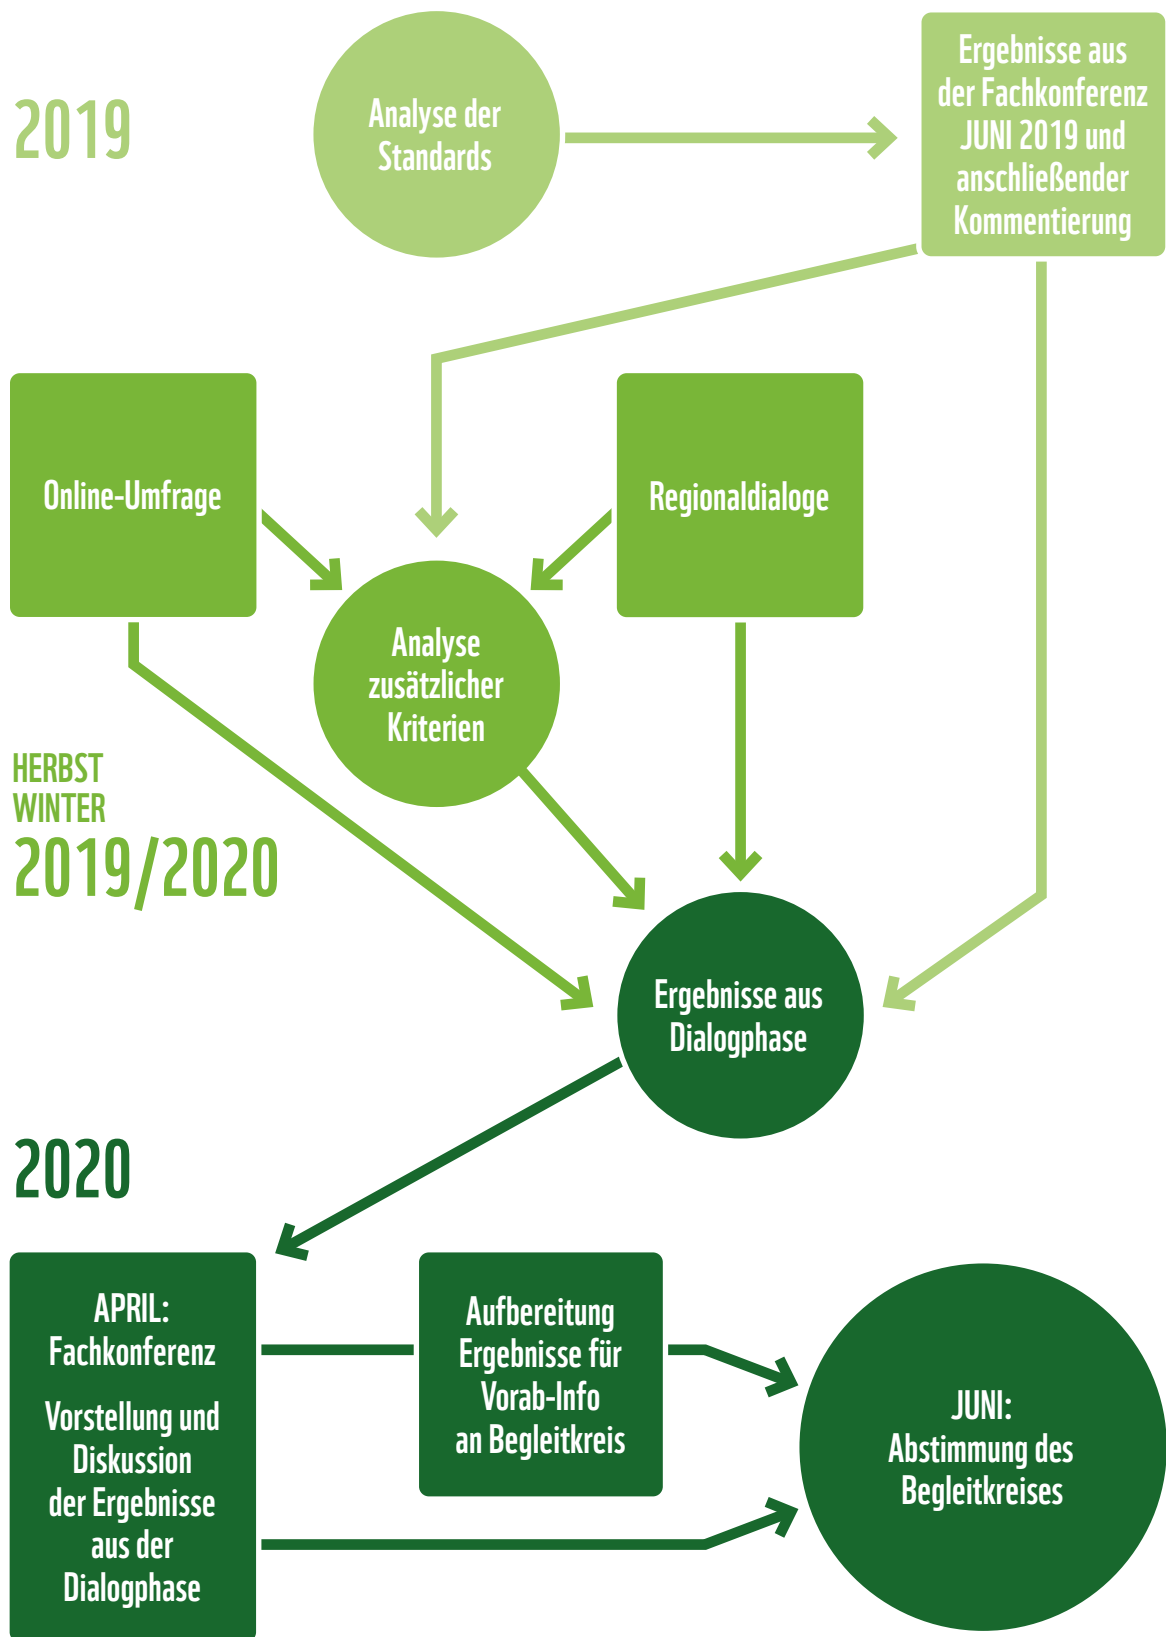 2019
Analyse der
Standards
Ergebnisse aus
der Fachkonferenz
JUNI 2019 und
anschließender
Kommentierung
Online-Umfrage
Regionaldialoge
Analyse
zusätzlicher
Kriterien
HERBST
WINTER
2019/2020
Ergebnisse aus
Dialogphase
2020
APRIL:
Fachkonferenz
Vorstellung und
Diskussion
der Ergebnisse
aus der
Dialogphase
Aufbereitung
Ergebnisse für
Vorab-Info
an Begleitkreis
JUNI:
Abstimmung des
Begleitkreises